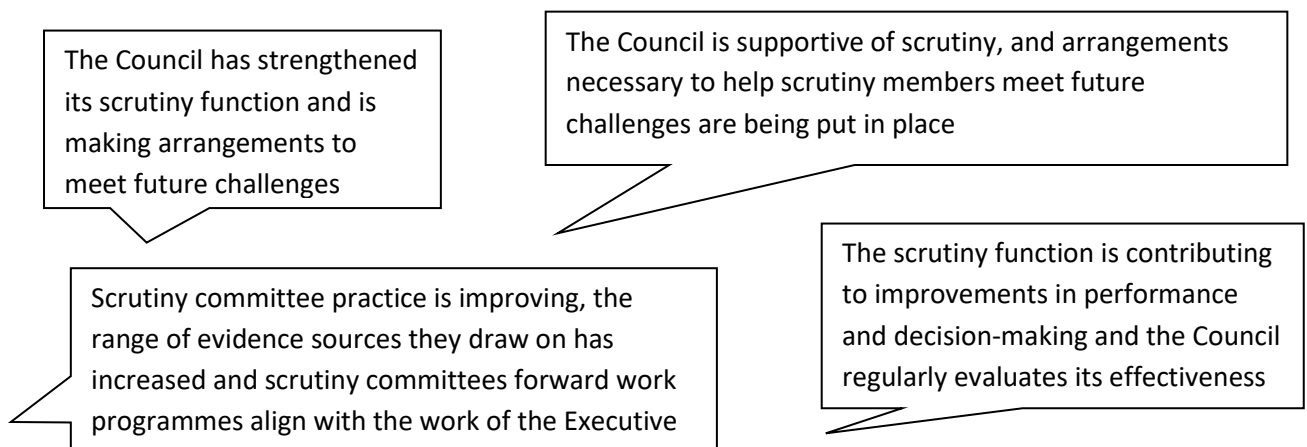 The Council has strengthened
its scrutiny function and is
making arrangements to
meet future challenges
The Council is supportive of scrutiny, and arrangements
necessary to help scrutiny members meet future
challenges are being put in place
Scrutiny committee practice is improving, the
range of evidence sources they draw on has
increased and scrutiny committees forward work
programmes align with the work of the Executive
The scrutiny function is contributing
to improvements in performance
and decision-making and the Council
regularly evaluates its effectiveness